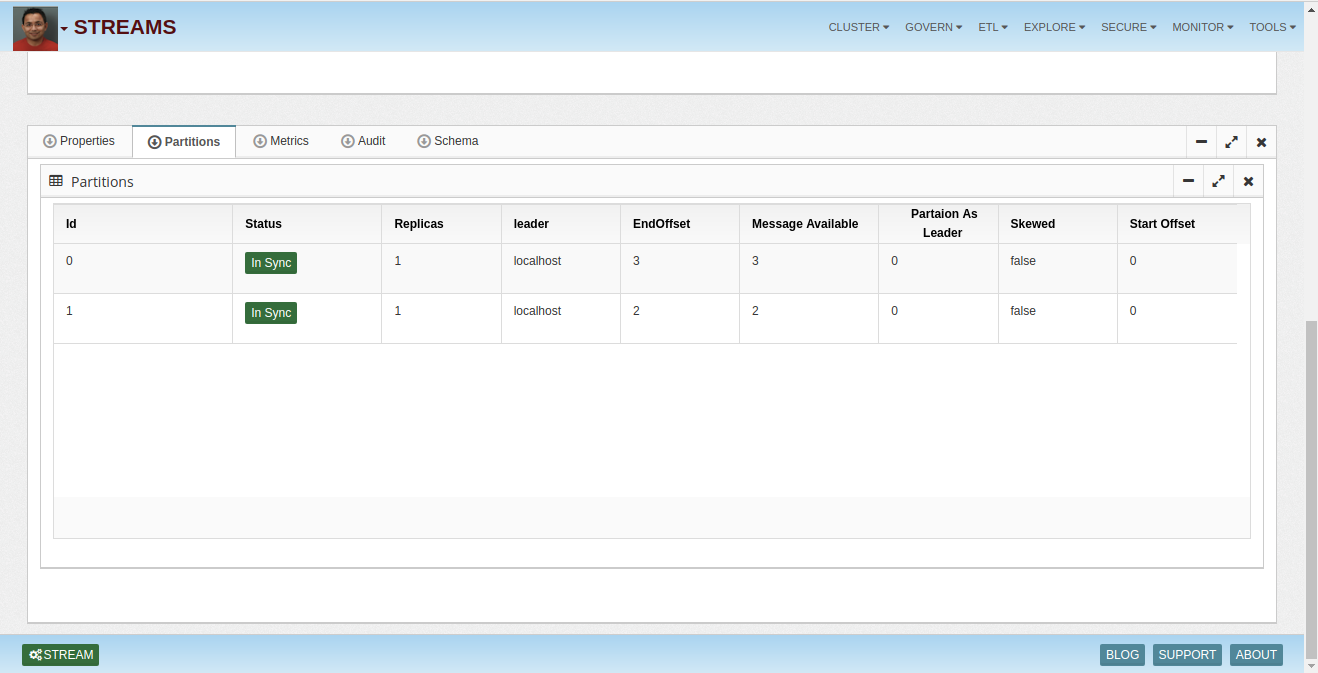 STREAMS
CLUSTER GOVERN ETL EXPLORE SECURE MONITOR TOOLS
Properties Partitions Metrics Audit Schema
Partitions
Id Status Replicas leader EndOffset Message Available Partaion As Leader Skewed Start Offset
0 In Sync 1 localhost 3 3 0 false 0
1 In Sync 1 localhost 2 2 0 false 0
STREAM BLOG SUPPORT ABOUT